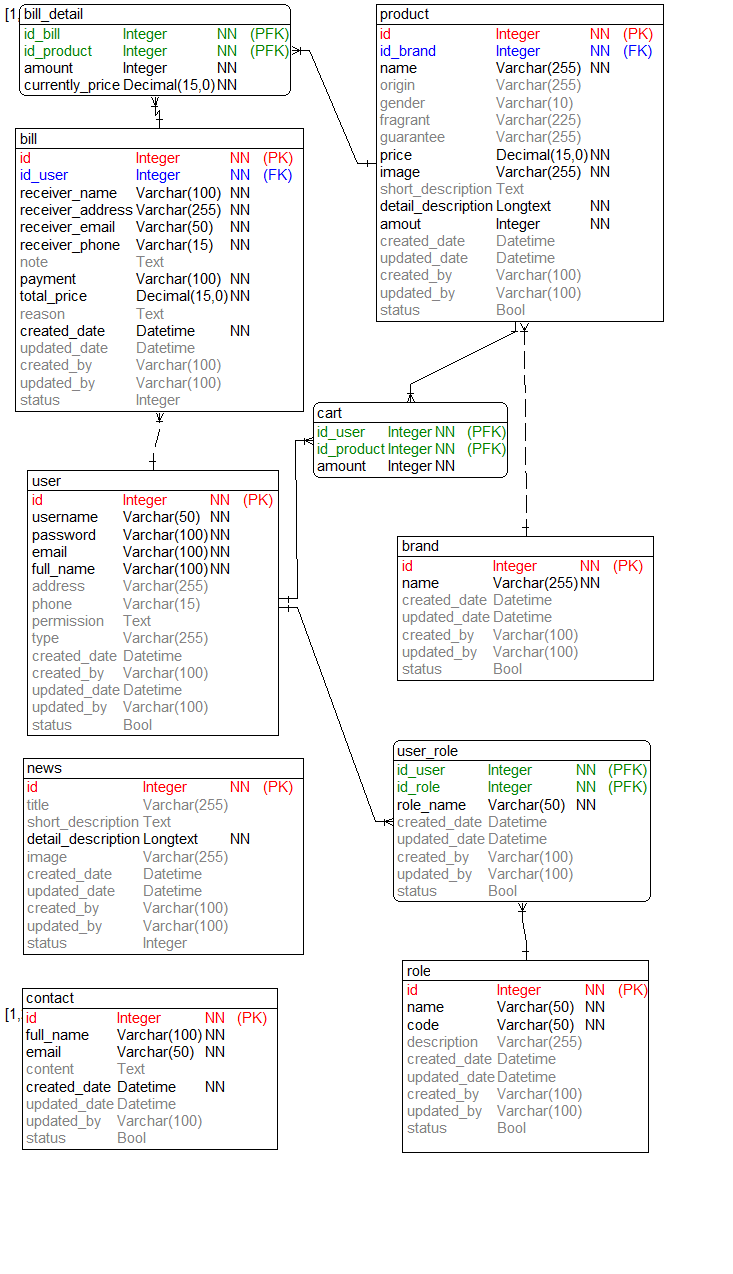 [1,
bill_detail
id_bill Integer NN (PFK)
id_product Integer NN (PFK)
amount Integer NN
currently_price Decimal(15,0) NN
product
id Integer NN (PK)
id_brand Integer NN (FK)
name Varchar(255) NN
origin Varchar(255)
gender Varchar(10)
fragrant Varchar(225)
guarantee Varchar(255)
price Decimal(15,0) NN
image Varchar(255) NN
short_description Text
detail_description Longtext NN
amout Integer NN
created_date Datetime
updated_date Datetime
created_by Varchar(100)
updated_by Varchar(100)
status Bool
bill
id Integer NN (PK)
id_user Integer NN (FK)
receiver_name Varchar(100) NN
receiver_address Varchar(255) NN
receiver_email Varchar(50) NN
receiver_phone Varchar(15) NN
note Text
payment Varchar(100) NN
total_price Decimal(15,0) NN
reason Text
created_date Datetime NN
updated_date Datetime
created_by Varchar(100)
updated_by Varchar(100)
status Integer
cart
id_user Integer NN (PFK)
id_product Integer NN (PFK)
amount Integer NN
user
id Integer NN (PK)
username Varchar(50) NN
password Varchar(100) NN
email Varchar(100) NN
full_name Varchar(100) NN
address Varchar(255)
phone Varchar(15)
permission Text
type Varchar(255)
created_date Datetime
created_by Varchar(100)
updated_date Datetime
updated_by Varchar(100)
status Bool
brand
id Integer NN (PK)
name Varchar(255) NN
created_date Datetime
updated_date Datetime
created_by Varchar(100)
updated_by Varchar(100)
status Bool
news
id Integer NN (PK)
title Varchar(255)
short_description Text
detail_description Longtext NN
image Varchar(255)
created_date Datetime
updated_date Datetime
created_by Varchar(100)
updated_by Varchar(100)
status Integer
user_role
id_user Integer NN (PFK)
id_role Integer NN (PFK)
role_name Varchar(50) NN
created_date Datetime
updated_date Datetime
created_by Varchar(100)
updated_by Varchar(100)
status Bool
[1,
contact
id Integer NN (PK)
full_name Varchar(100) NN
email Varchar(50) NN
content Text
created_date Datetime NN
updated_date Datetime
updated_by Varchar(100)
status Bool
role
id Integer NN (PK)
name Varchar(50) NN
code Varchar(50) NN
description Varchar(255)
created_date Datetime
updated_date Datetime
created_by Varchar(100)
updated_by Varchar(100)
status Bool